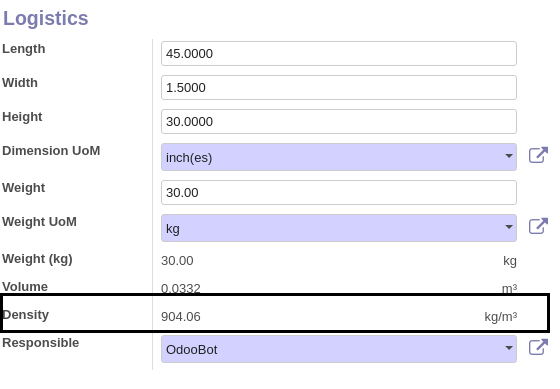 Logistics
Length 45.0000
Width 1.5000
Height 30.0000
Dimension UoM inch(es)
Weight 30.00
Weight UoM kg
Weight (kg) 30.00 kg
Volume 0.0332 m³
Density 904.06 kg/m³
Responsible OdooBot